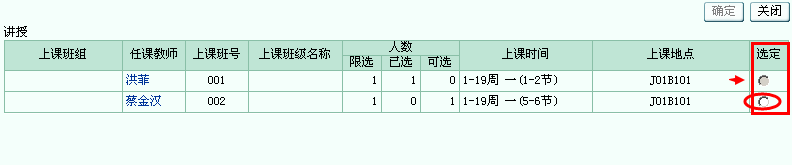 确定 关闭
讲授
上课班组 任课教师 上课班号 上课班级名称 人数 上课时间 上课地点 选定
限选 已选 可选
洪菲 001 1 1 0 1-19周 一(1-2节) J01B101
蔡金汉 002 1 0 1 1-19周 一(5-6节) J01B101